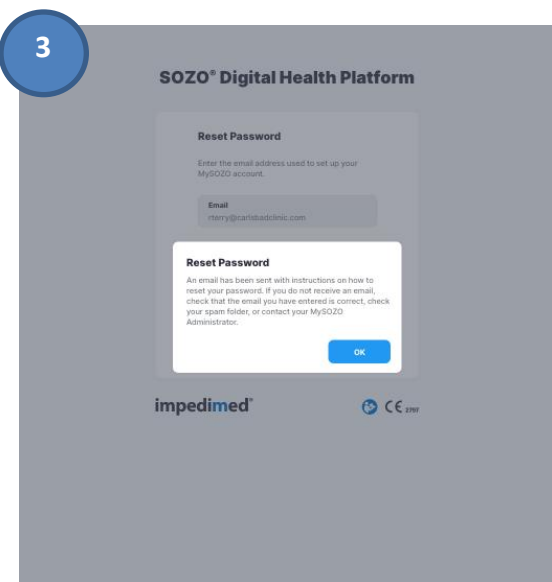 3
SOZO® Digital Health Platform
Reset Password
Enter the email address used to set up your
MySOZO account.
Email
Reset Password
An email has been sent with instructions on how to
reset your password. If you do not receive an email,
check that the email you have entered is correct, check
your spam folder, or contact your MySOZO
Administrator.
OK
impedimed®
CE 2797